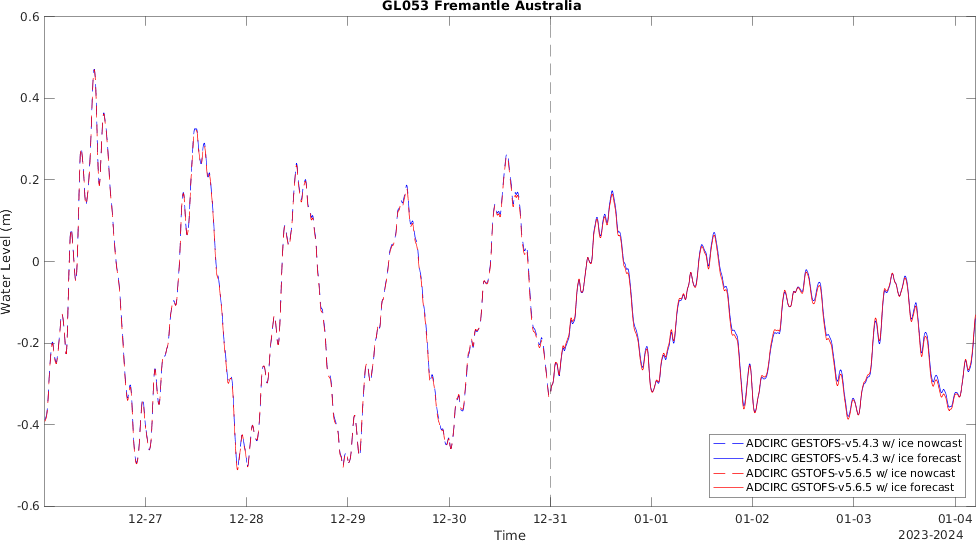 GL053 Fremantle Australia
0.6
0.4
0.2
0
-0.2
-0.4
-0.6
Water Level (m)
12-27
12-28
12-29
12-30
12-31
01-01
01-02
01-03
01-04
Time
2023-2024
ADCIRC GESTOFS-v5.4.3 w/ ice nowcast
ADCIRC GESTOFS-v5.4.3 w/ ice forecast
ADCIRC GSTOFS-v5.6.5 w/ ice nowcast
ADCIRC GSTOFS-v5.6.5 w/ ice forecast